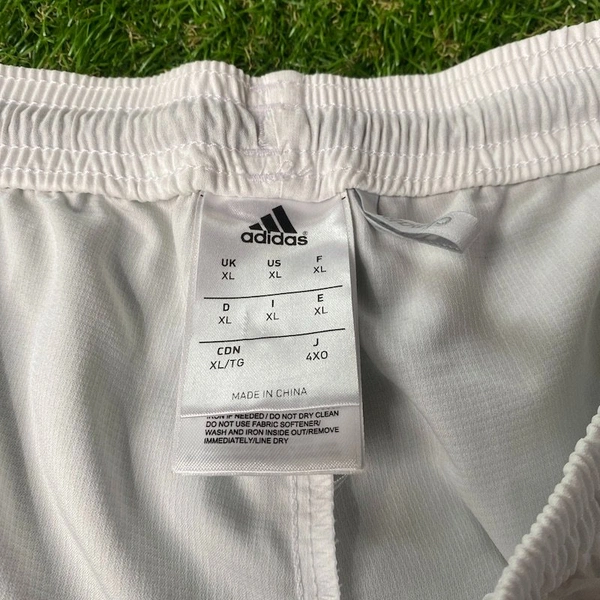 adidas®
UK US F
XL XL XL
D I E
XL XL XL
CDN J
XL/TG 4XO
MADE IN CHINA
IRON IF NEEDED / DO NOT DRY CLEAN
DO NOT USE FABRIC SOFTENER/
WASH AND IRON INSIDE OUT/REMOVE
IMMEDIATELY/LINE DRY